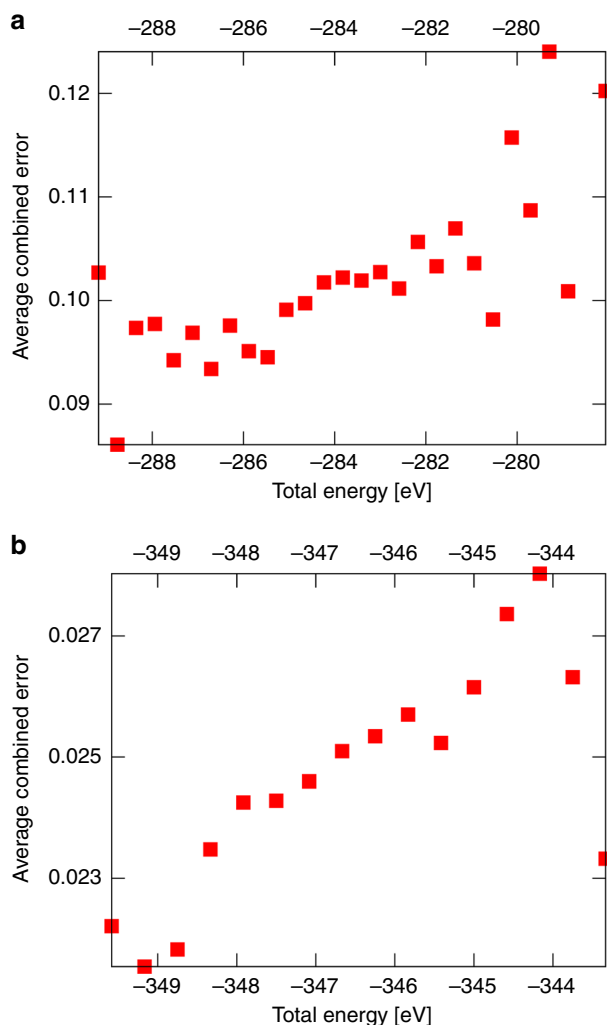 a
–288 –286 –284 –282 –280
0.12
0.11
0.10
0.09
Average combined error
–288 –286 –284 –282 –280
Total energy [eV]
b
–349 –348 –347 –346 –345 –344
0.027
0.025
0.023
Average combined error
–349 –348 –347 –346 –345 –344
Total energy [eV]